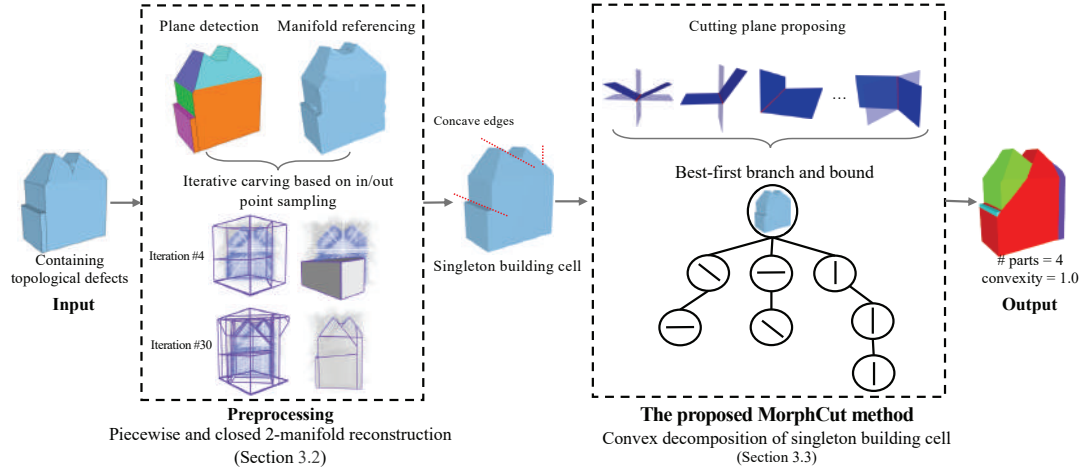 Plane detection
Manifold referencing
Iterative carving based on in/out
point sampling
Iteration #4
Iteration #30
Containing
topological defects
Input
Preprocessing
Piecewise and closed 2-manifold reconstruction
(Section 3.2)
Concave edges
Singleton building cell
Cutting plane proposing
...
Best-first branch and bound
The proposed MorphCut method
Convex decomposition of singleton building cell
(Section 3.3)
# parts = 4
convexity = 1.0
Output